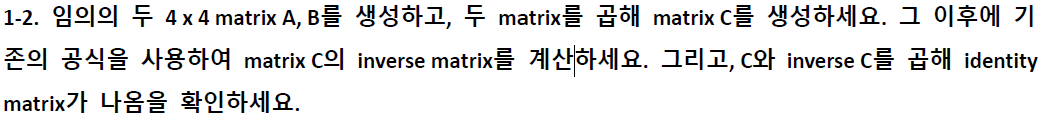 1-2. 임의의 두 4 x 4 matrix A, B를 생성하고, 두 matrix를 곱해 matrix C를 생성하세요. 그 이후에 기
존의 공식을 사용하여 matrix C의 inverse matrix를 계산하세요. 그리고, C와 inverse C를 곱해 identity
matrix가 나옴을 확인하세요.